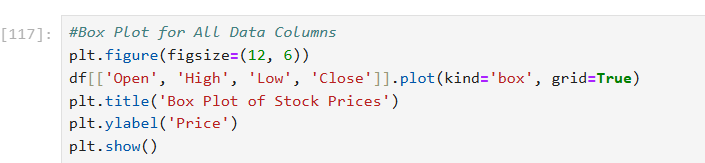 [117]: #Box Plot for All Data Columns
plt.figure(figsize=(12, 6))
df[['Open', 'High', 'Low', 'Close']].plot(kind='box', grid=True)
plt.title('Box Plot of Stock Prices')
plt.ylabel('Price')
plt.show()